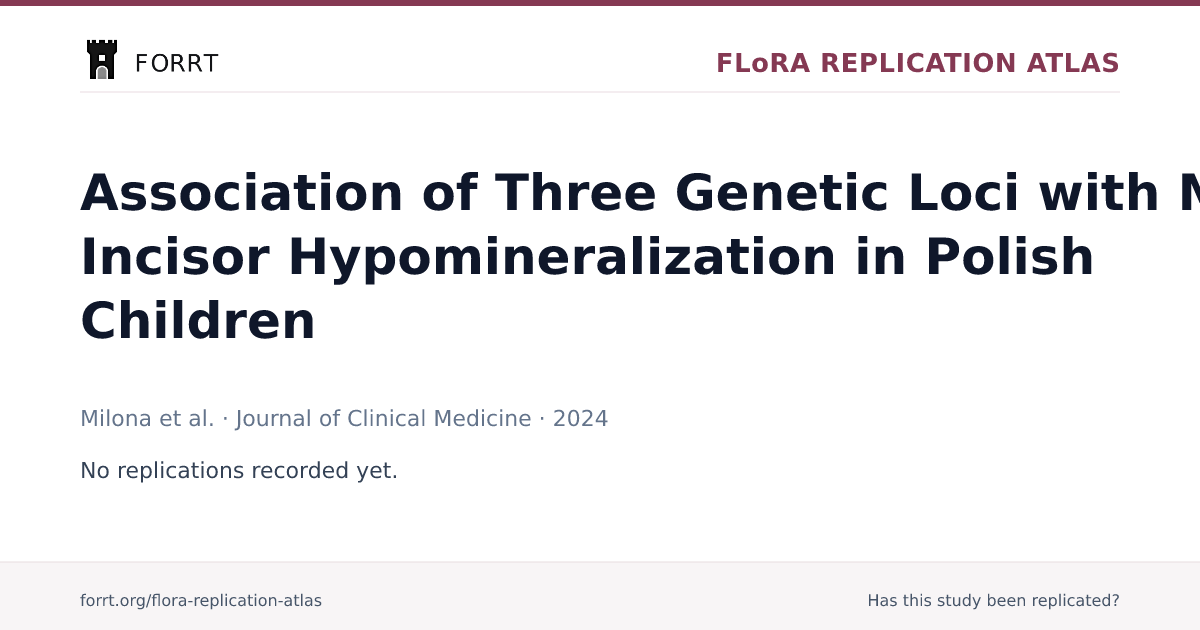 FORRT
FLoRA REPLICATION ATLAS
Association of Three Genetic Loci with
Incisor Hypomineralization in Polish
Children
Milona et al. · Journal of Clinical Medicine · 2024
No replications recorded yet.
forrt.org/flora-replication-atlas
Has this study been replicated?